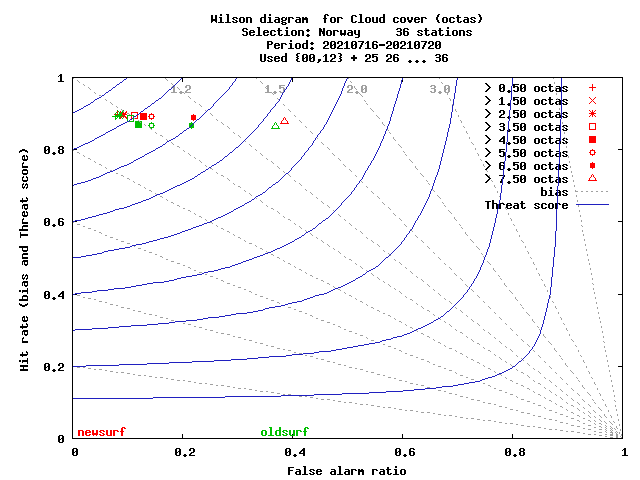 Wilson diagram  for Cloud cover (octas)
Selection: Norway     36 stations
Period: 20210716-20210720
Used {00,12} + 25 26 ... 36
1
0.8
0.6
0.4
0.2
0
Hit rate (bias and Threat score)
1.2
1.5
2.0
3.0
> 0.50 octas
> 1.50 octas
> 2.50 octas
> 3.50 octas
> 4.50 octas
> 5.50 octas
> 6.50 octas
> 7.50 octas
bias
Threat score
newsurf
oldsurf
0
0.2
0.4
0.6
0.8
1
False alarm ratio